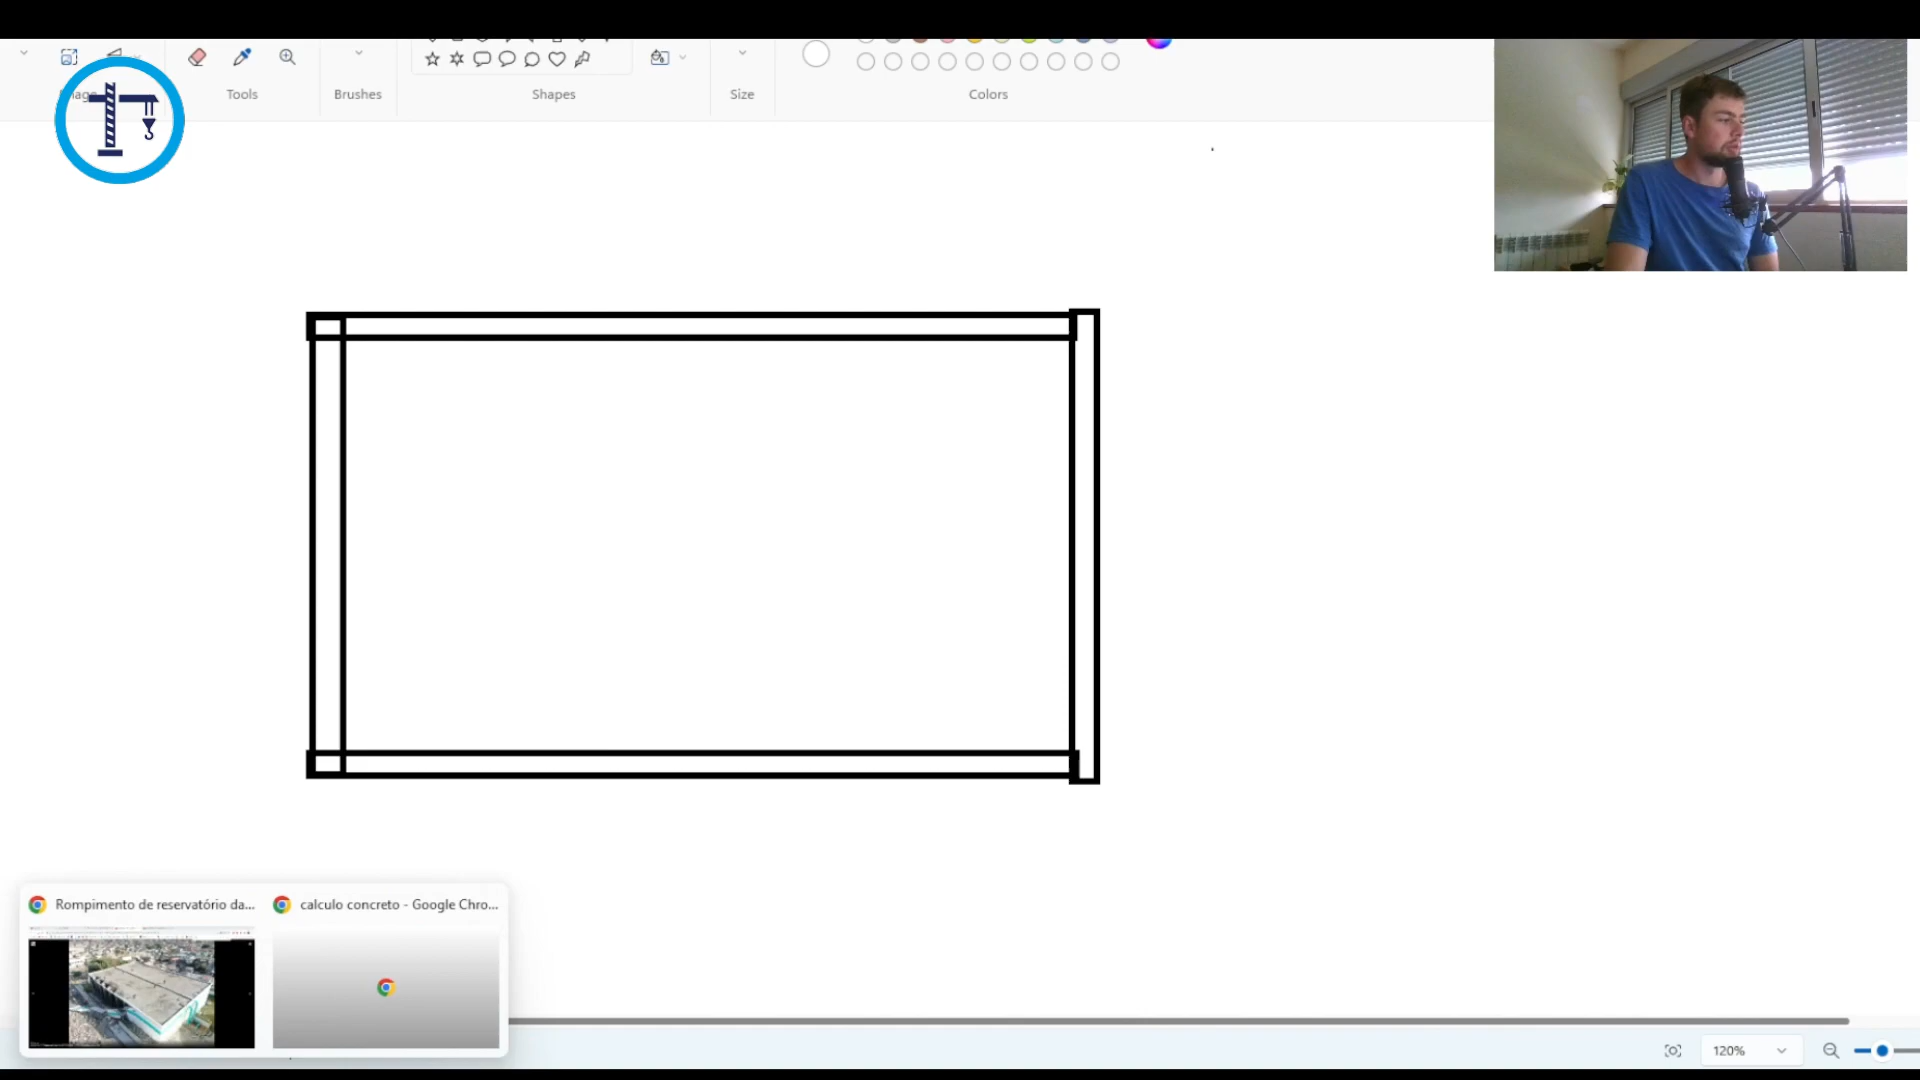 Tools
Brushes
Shapes
Size
Colors
Rompimento de reservatório da...
calculo concreto - Google Chro...
120%